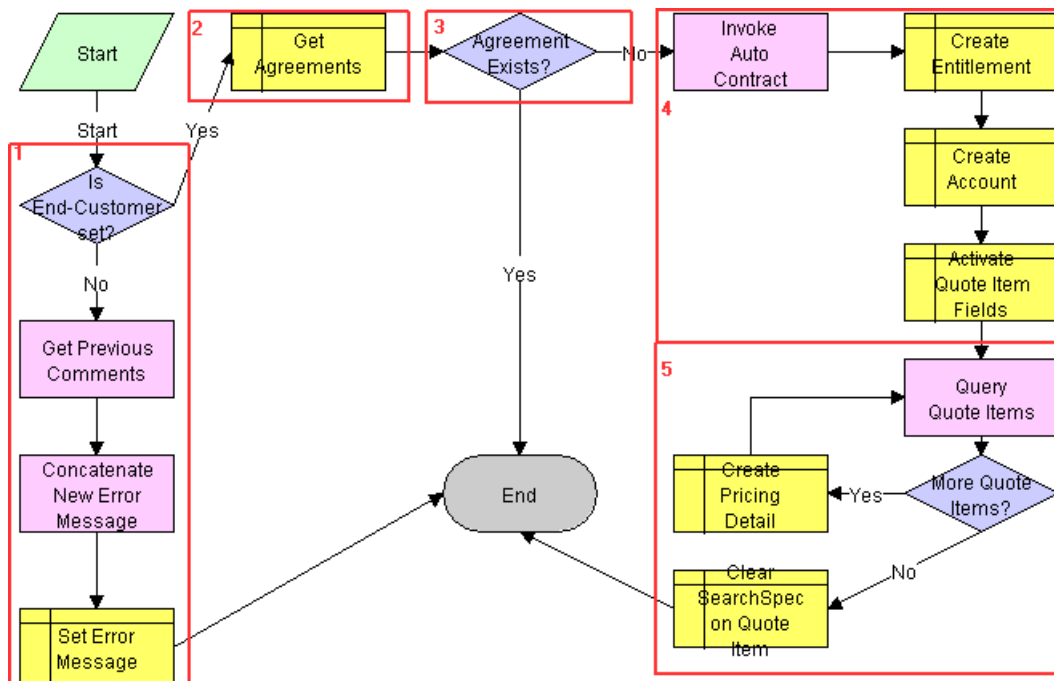 Start
2
Get
Agreements
3
Agreement
Exists?
No
Invoke
Auto
Contract
Create
Entitlement
4
Start
Yes
1
Is
End-Customer
set?
Create
Account
No
Yes
Activate
Quote Item
Fields
Get Previous
Comments
5
Query
Quote Items
Concatenate
New Error
Message
End
Create
Pricing
Detail
Yes
More Quote
Items?
No
Set Error
Message
Clear
SearchSpec
on Quote
Item